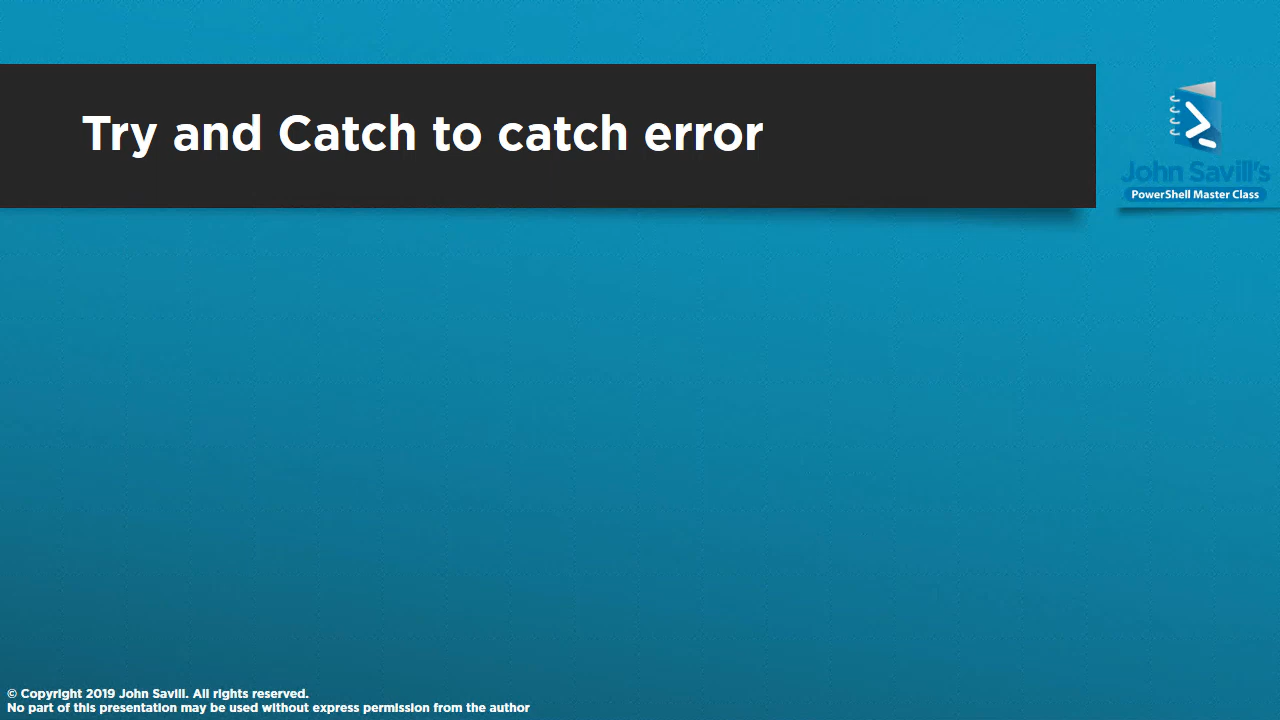 Try and Catch to catch error
John Savill's
PowerShell Master Class
© Copyright 2019 John Savill. All rights reserved.
No part of this presentation may be used without express permission from the author